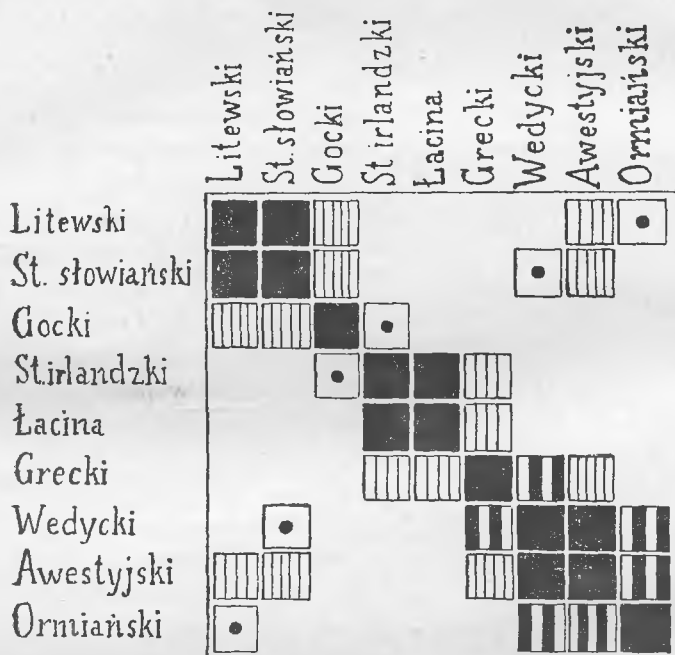 Litewski
St. słowiański
Gocki
St irlandzki
Łacina
Grecki
Wedycki
Awestyjski
Ormiański
Litewski
St. słowiański
Gocki
St.irlandzki
Łacina
Grecki
Wedycki
Awestyjski
Ormiański